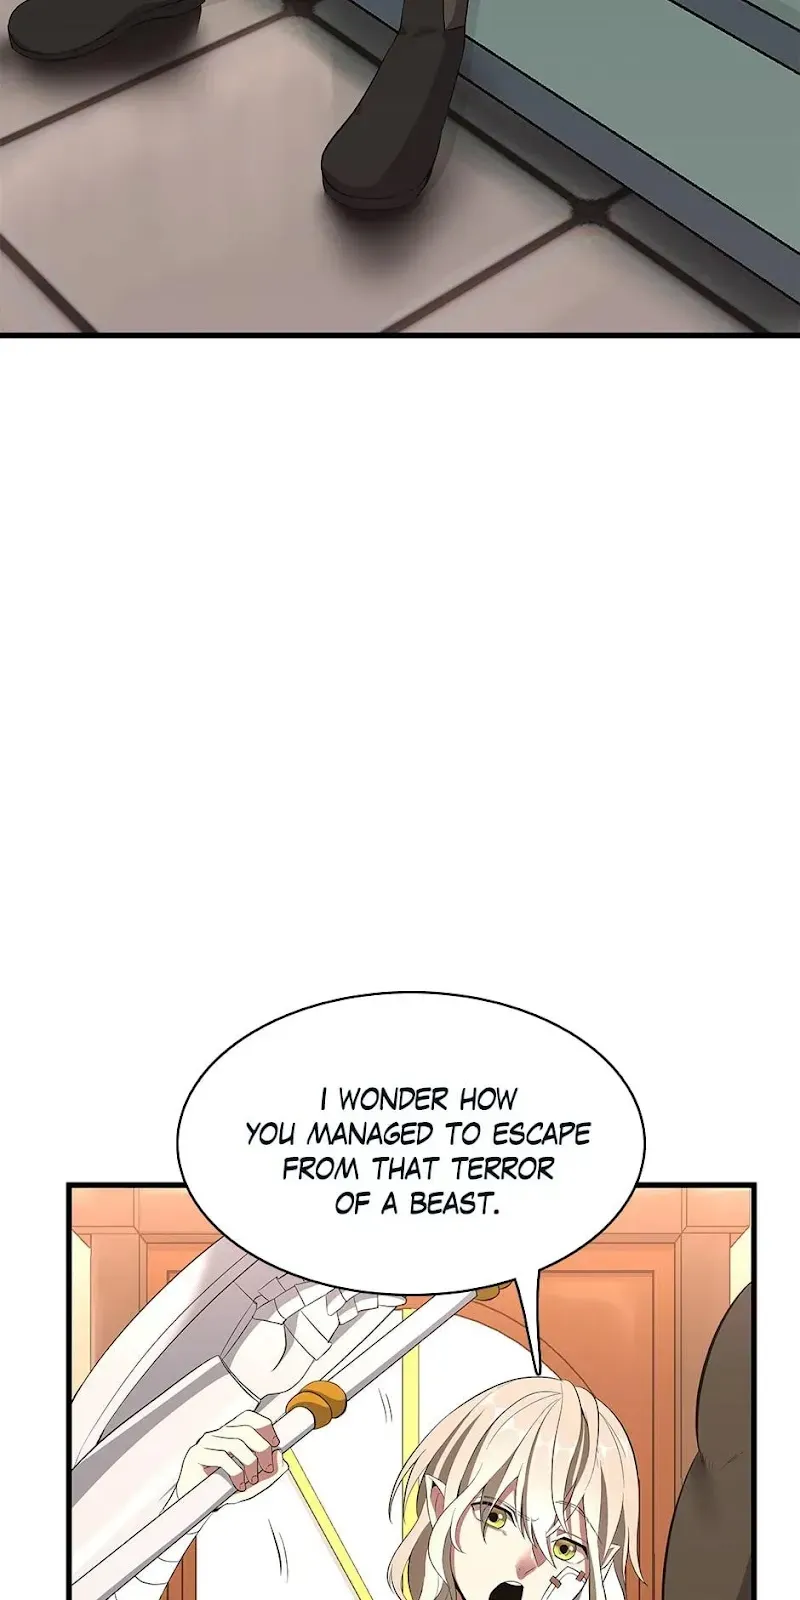 I WONDER HOW
YOU MANAGED TO ESCAPE
FROM THAT TERROR
OF A BEAST.